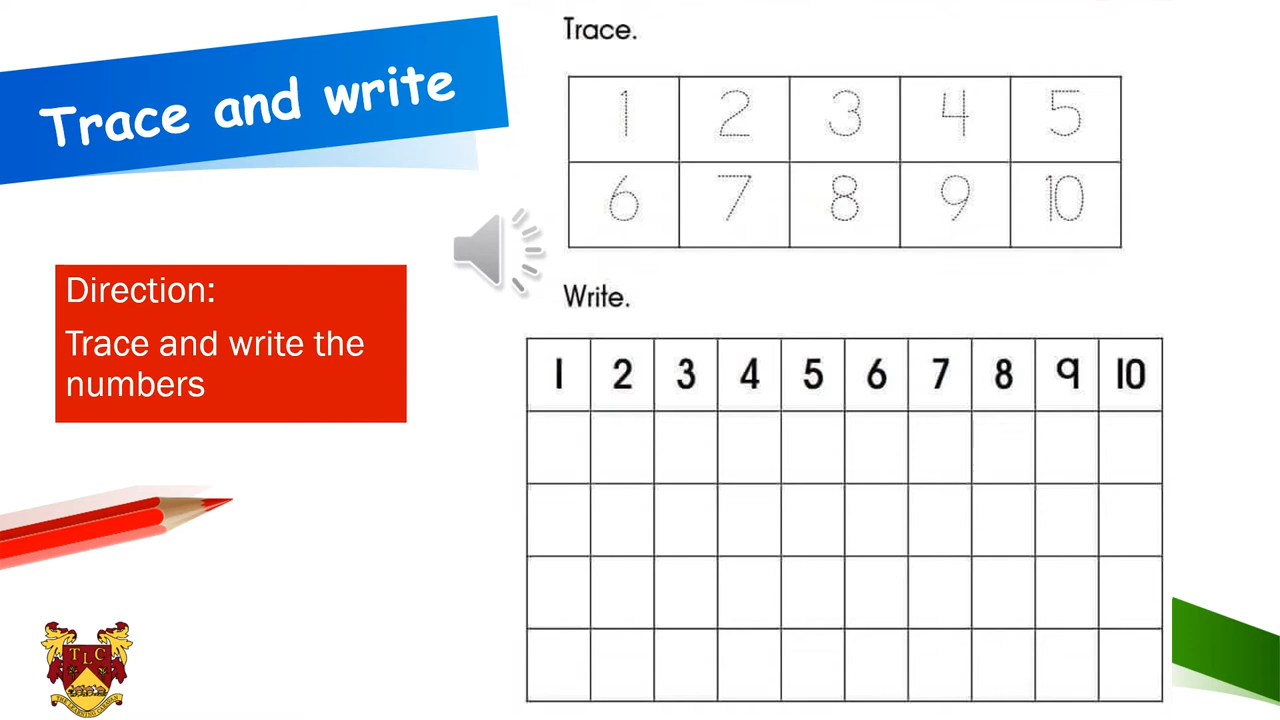 Trace and write
Direction:
Trace and write the
numbers
Trace.
1 2 3 4 5
6 7 8 9 10
Write.
1 2 3 4 5 6 7 8 9 10
TLC